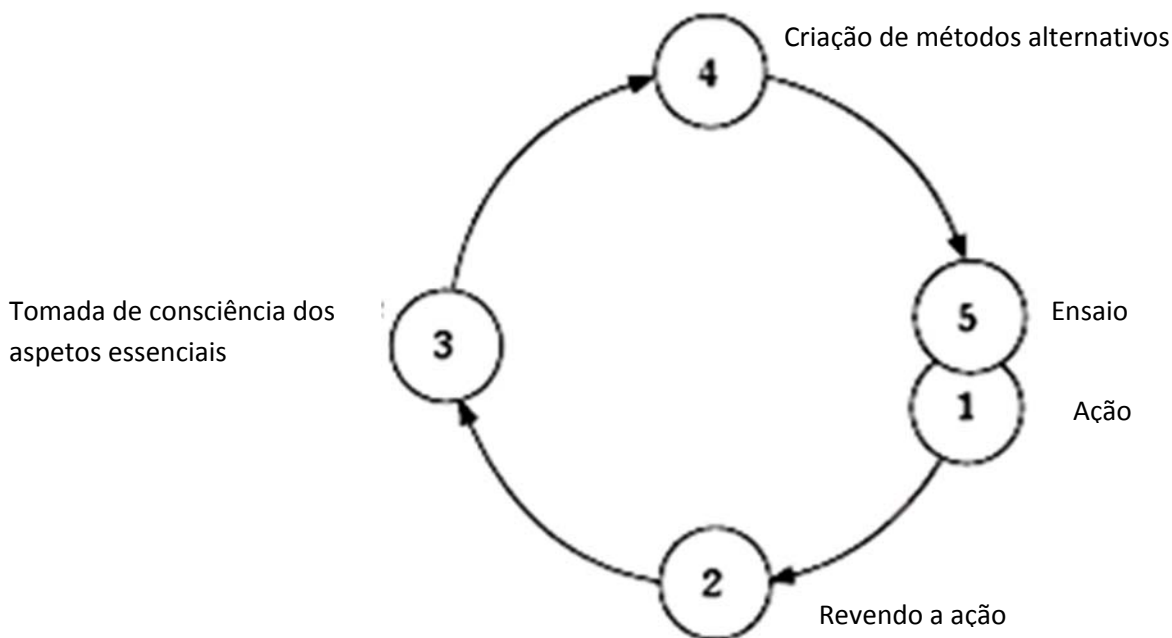 Criação de métodos alternativos
4
Tomada de consciência dos
aspetos essenciais
3
5
Ensaio
1
Ação
2
Revendo a ação